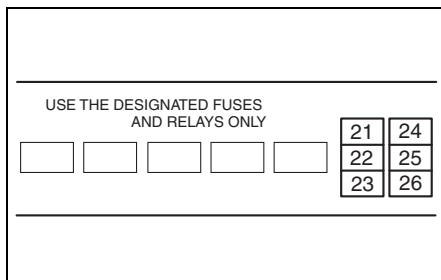 USE THE DESIGNATED FUSES
AND RELAYS ONLY
21 24
22 25
23 26